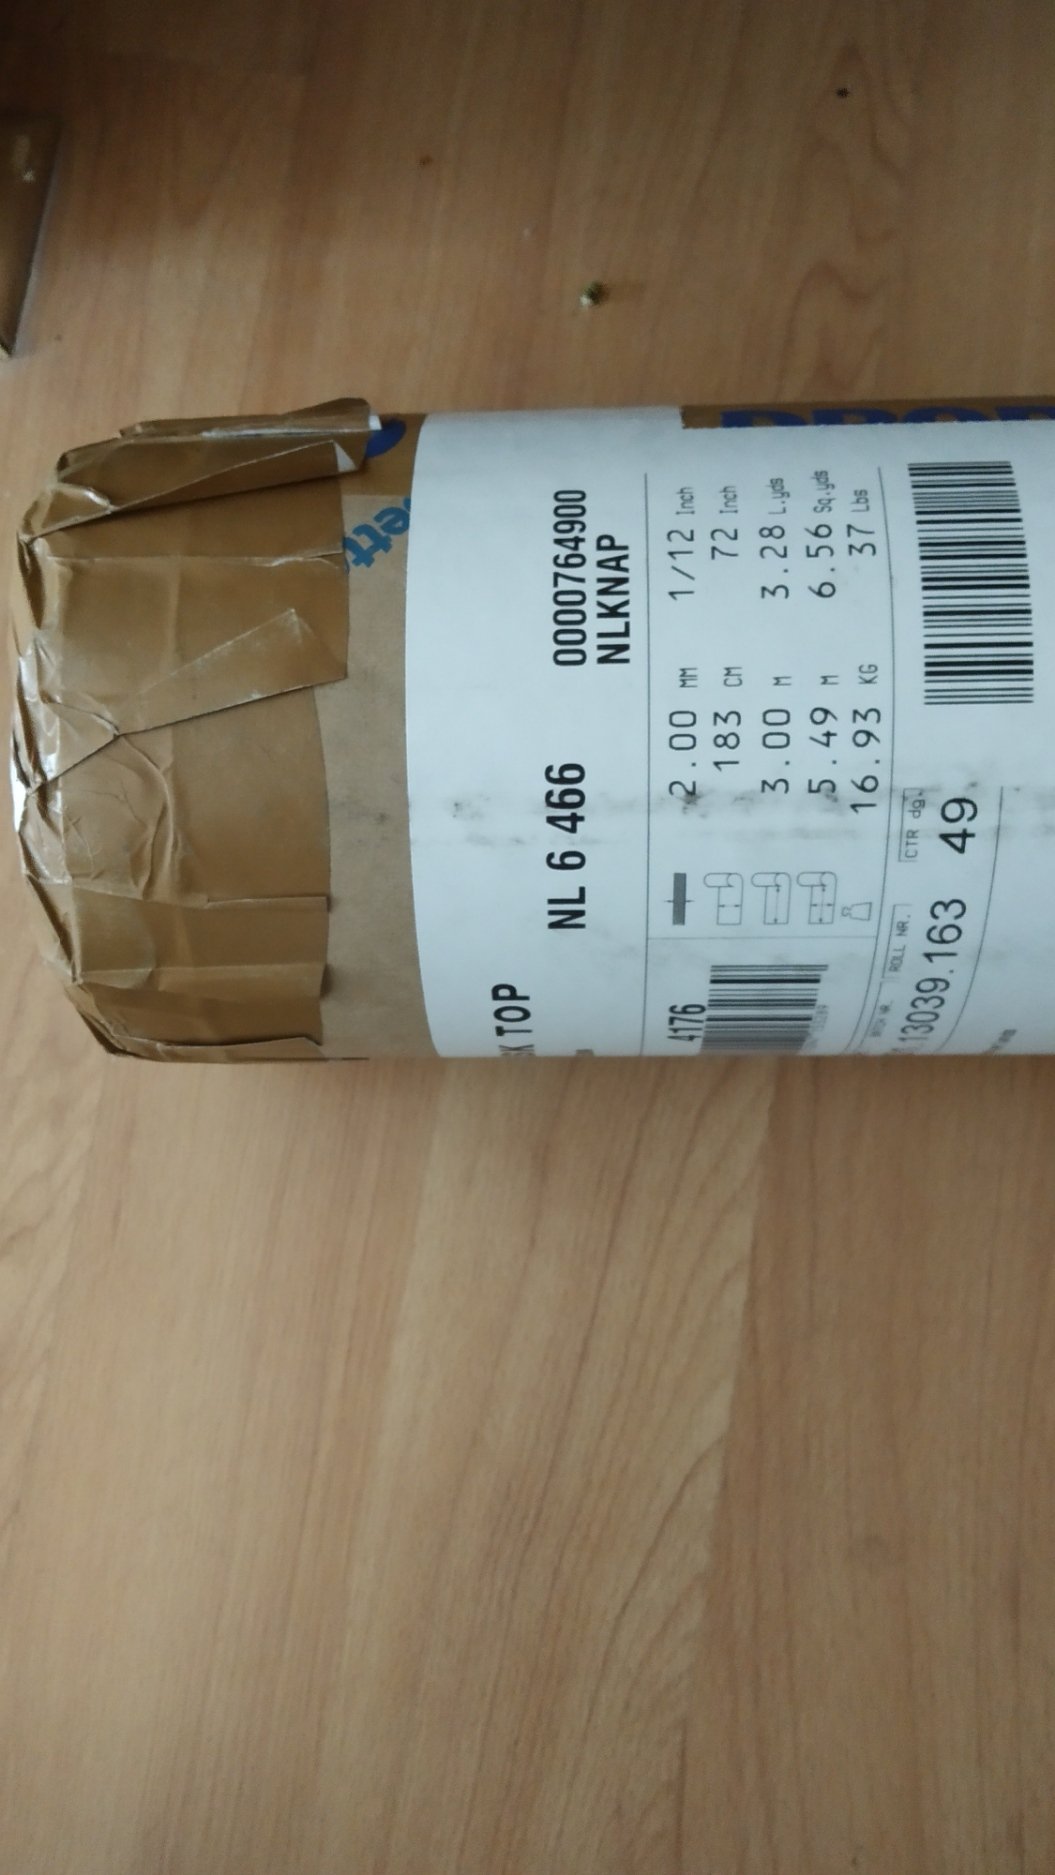 K TOP
NL 6 466 0000764900
NLKNAP
4176
2.00 MM 1/12 Inch
183 CM 72 Inch
3.00 M 3.28 L.yds
5.49 M 6.56 Sq.yds
16.93 KG 37 Lbs
ROLL NR. CTR dg.
.13039.163 49
ett